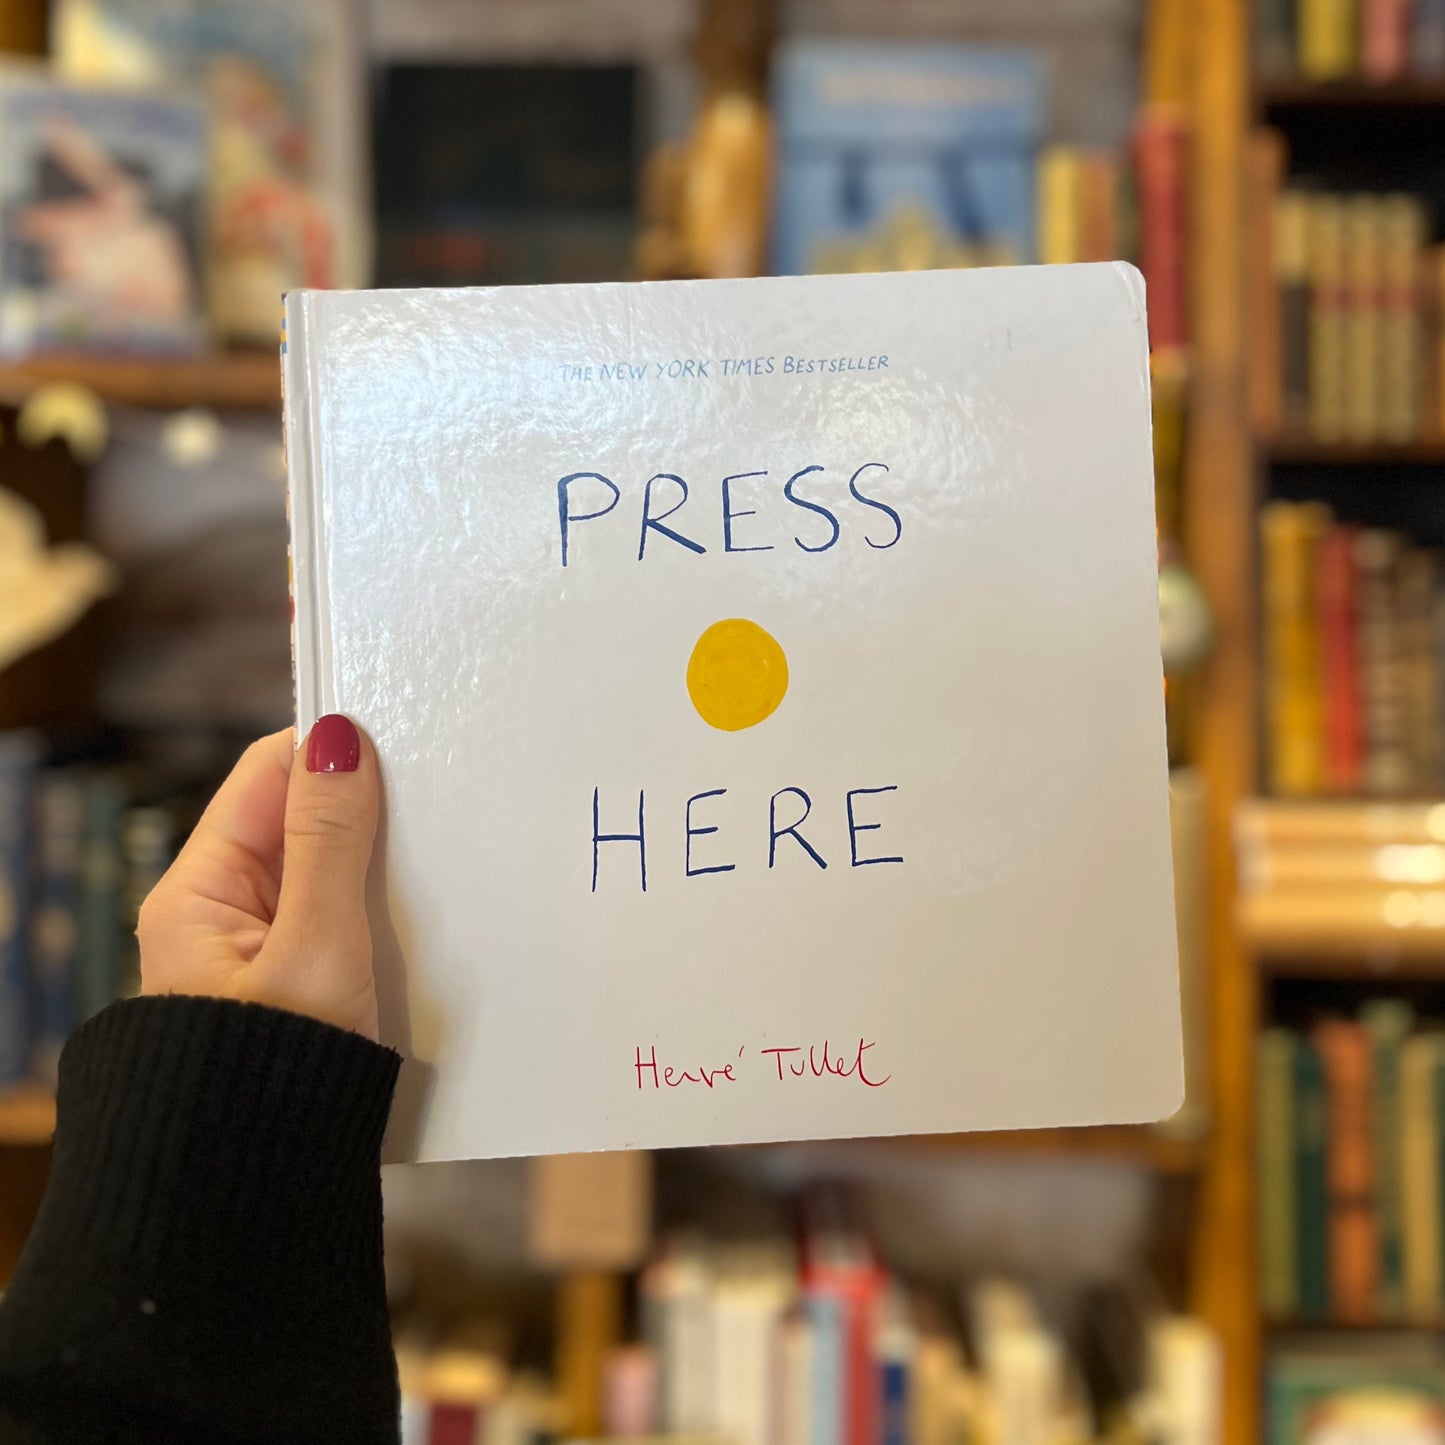 THE NEW YORK TIMES BESTSELLER
PRESS
HERE
Hervé Tullet